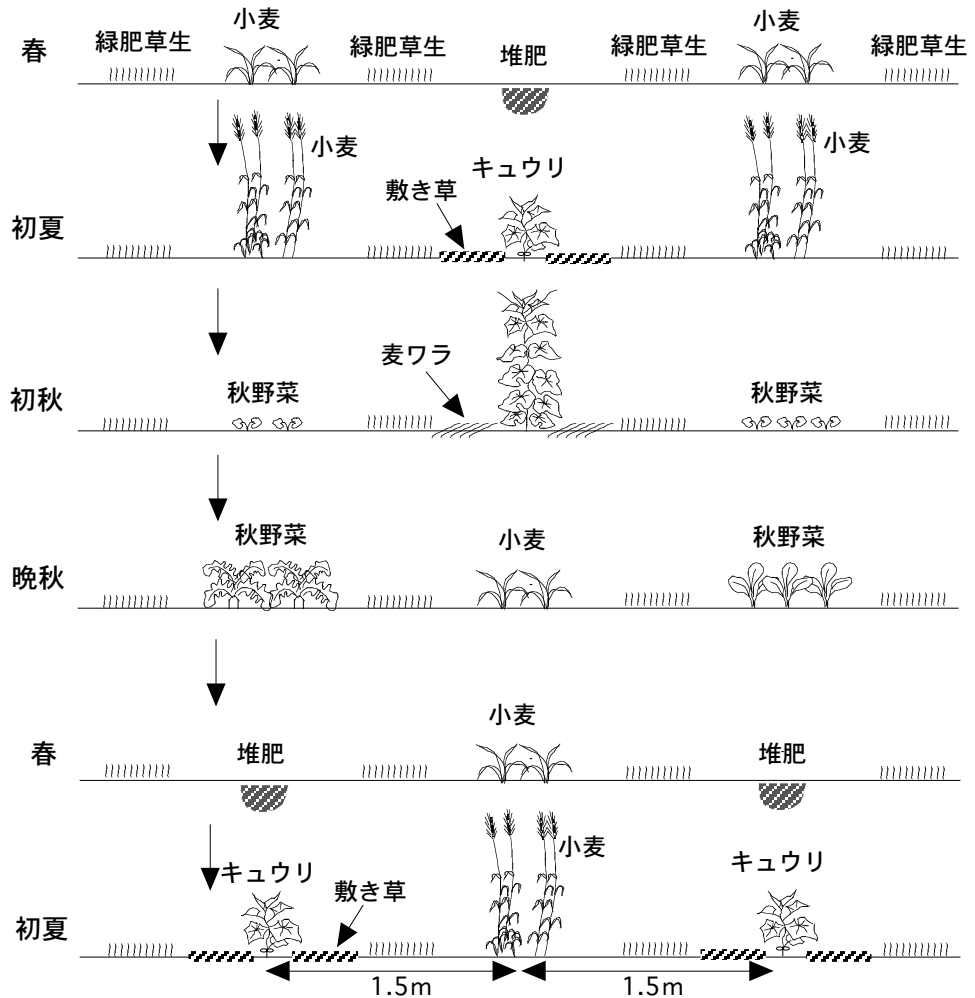 小麦
小麦
春
緑肥草生
緑肥草生
堆肥
緑肥草生
緑肥草生
小麦
小麦
キュウリ
敷き草
初夏
麦ワラ
初秋
秋野菜
秋野菜
秋野菜
小麦
秋野菜
晩秋
小麦
春
堆肥
堆肥
小麦
キュウリ
キュウリ
敷き草
初夏
1.5m
1.5m